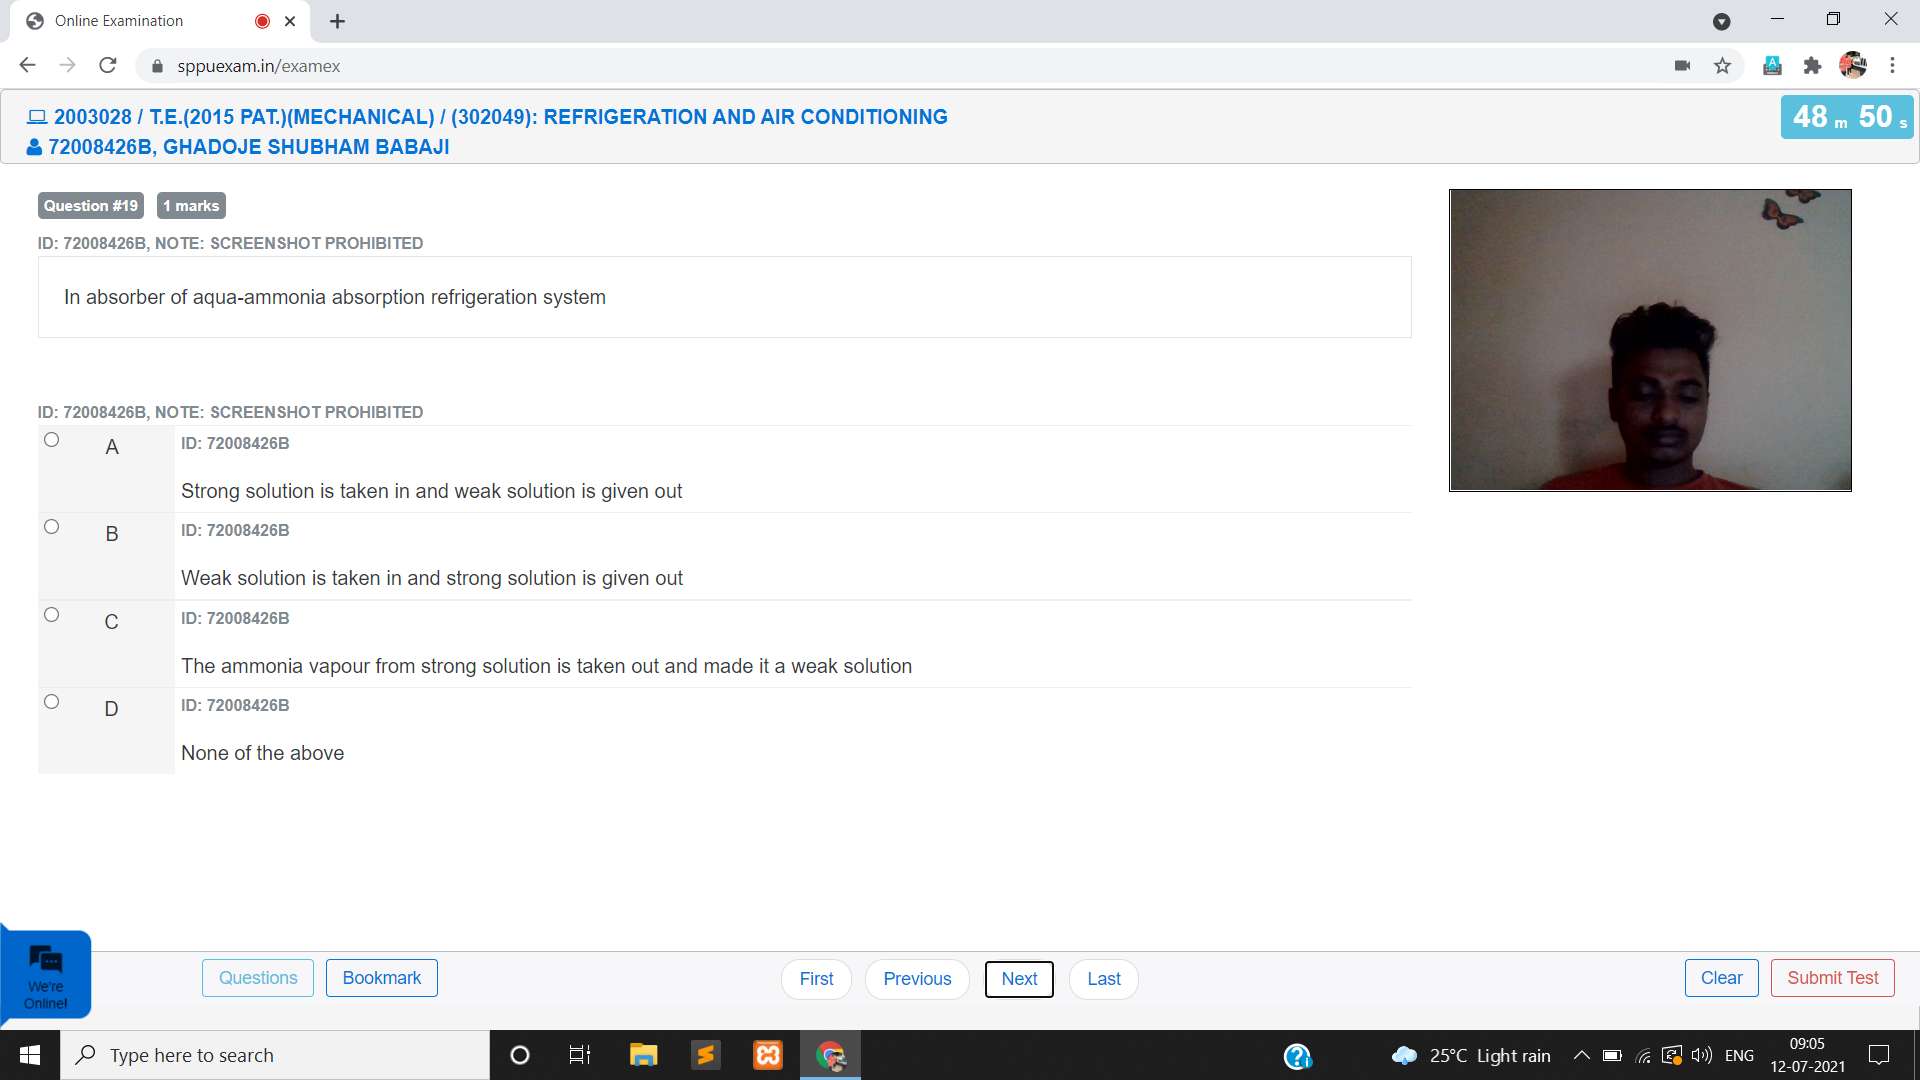 Online Examination
sppuexam.in/examex
2003028 / T.E.(2015 PAT.)(MECHANICAL) / (302049): REFRIGERATION AND AIR CONDITIONING
48 m 50 s
72008426B, GHADOJE SHUBHAM BABAJI
Question #19 1 marks
ID: 72008426B, NOTE: SCREENSHOT PROHIBITED
In absorber of aqua-ammonia absorption refrigeration system
ID: 72008426B, NOTE: SCREENSHOT PROHIBITED
A
ID: 72008426B
Strong solution is taken in and weak solution is given out
B
ID: 72008426B
Weak solution is taken in and strong solution is given out
C
ID: 72008426B
The ammonia vapour from strong solution is taken out and made it a weak solution
D
ID: 72008426B
None of the above
We're
Online!
Questions Bookmark First Previous Next Last Clear Submit Test
Type here to search
25°C Light rain
ENG
09:05
12-07-2021